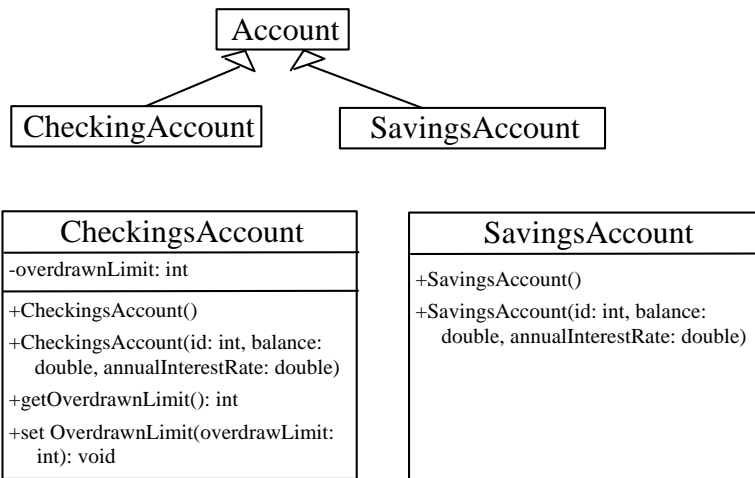 Account
CheckingAccount
SavingsAccount
CheckingsAccount
-overdrawnLimit: int
+CheckingsAccount()
+CheckingsAccount(id: int, balance:
double, annualInterestRate: double)
+getOverdrawnLimit(): int
+set OverdrawnLimit(overdrawLimit:
int): void
SavingsAccount
+SavingsAccount()
+SavingsAccount(id: int, balance:
double, annualInterestRate: double)